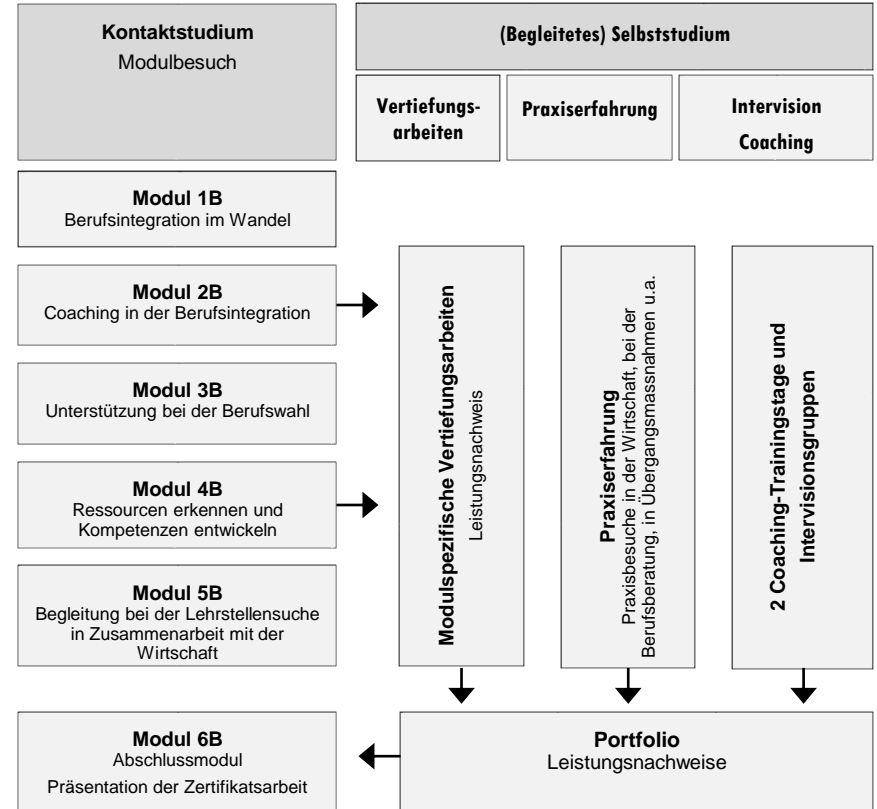 Kontaktstudium
Modulbesuch
(Begleitetes) Selbststudium
Vertiefungs-
arbeiten
Praxiserfahrung
Intervision
Coaching
Modul 1B
Berufsintegration im Wandel
Modul 2B
Coaching in der Berufsintegration
Modul 3B
Unterstützung bei der Berufswahl
Modul 4B
Ressourcen erkennen und
Kompetenzen entwickeln
Modul 5B
Begleitung bei der Lehrstellensuche
in Zusammenarbeit mit der
Wirtschaft
Modulspezifische Vertiefungsarbeiten
Leistungsnachweis
Praxiserfahrung
Praxisbesuche in der Wirtschaft, bei der
Berufsberatung, in Übergangsmassnahmen u.a.
2 Coaching-Trainingstage und
Intervisionsgruppen
Modul 6B
Abschlussmodul
Präsentation der Zertifikatsarbeit
Portfolio
Leistungsnachweise